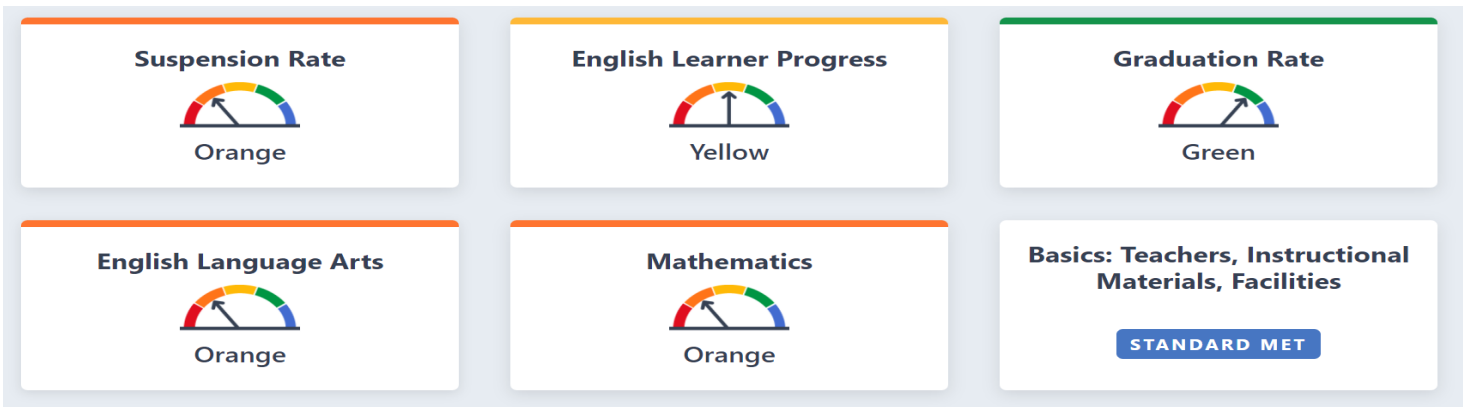 Suspension Rate
Orange
English Learner Progress
Yellow
Graduation Rate
Green
English Language Arts
Orange
Mathematics
Orange
Basics: Teachers, Instructional
Materials, Facilities
STANDARD MET